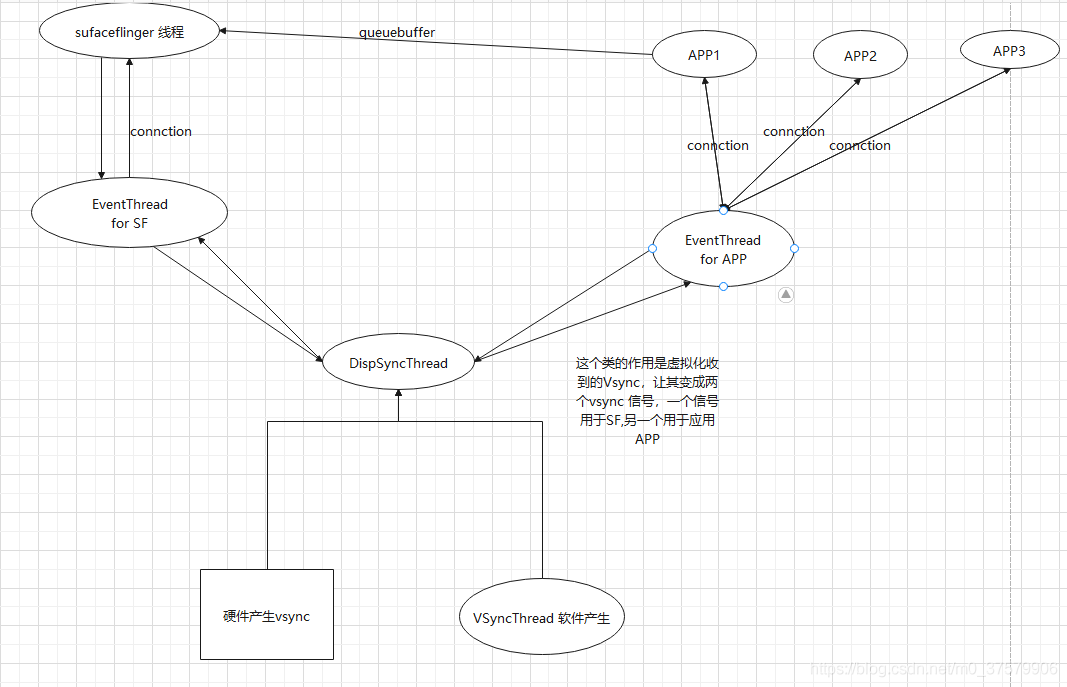 sufaceflinger 线程
queuebuffer
APP1
APP2
APP3
connction
connction
connction
connction
EventThread
for SF
EventThread
for APP
DispSyncThread
这个类的作用是虚拟化收
到的Vsync，让其变成两
个vsync 信号，一个信号
用于SF,另一个用于应用
APP
硬件产生vsync
VSyncThread 软件产生
https://blog.csdn.net/m0_37579906